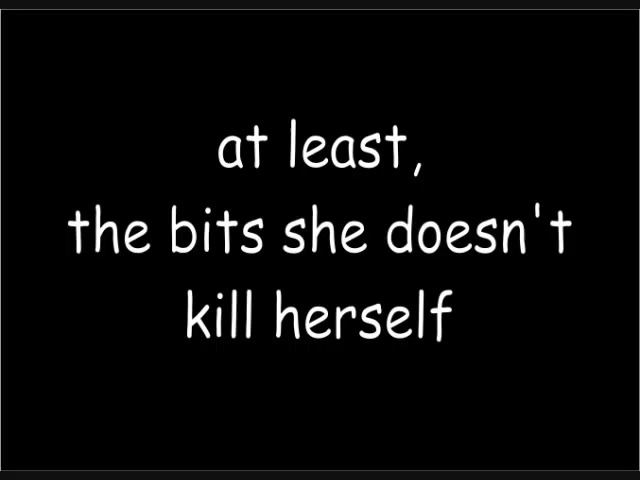 at least,
the bits she doesn't
kill herself